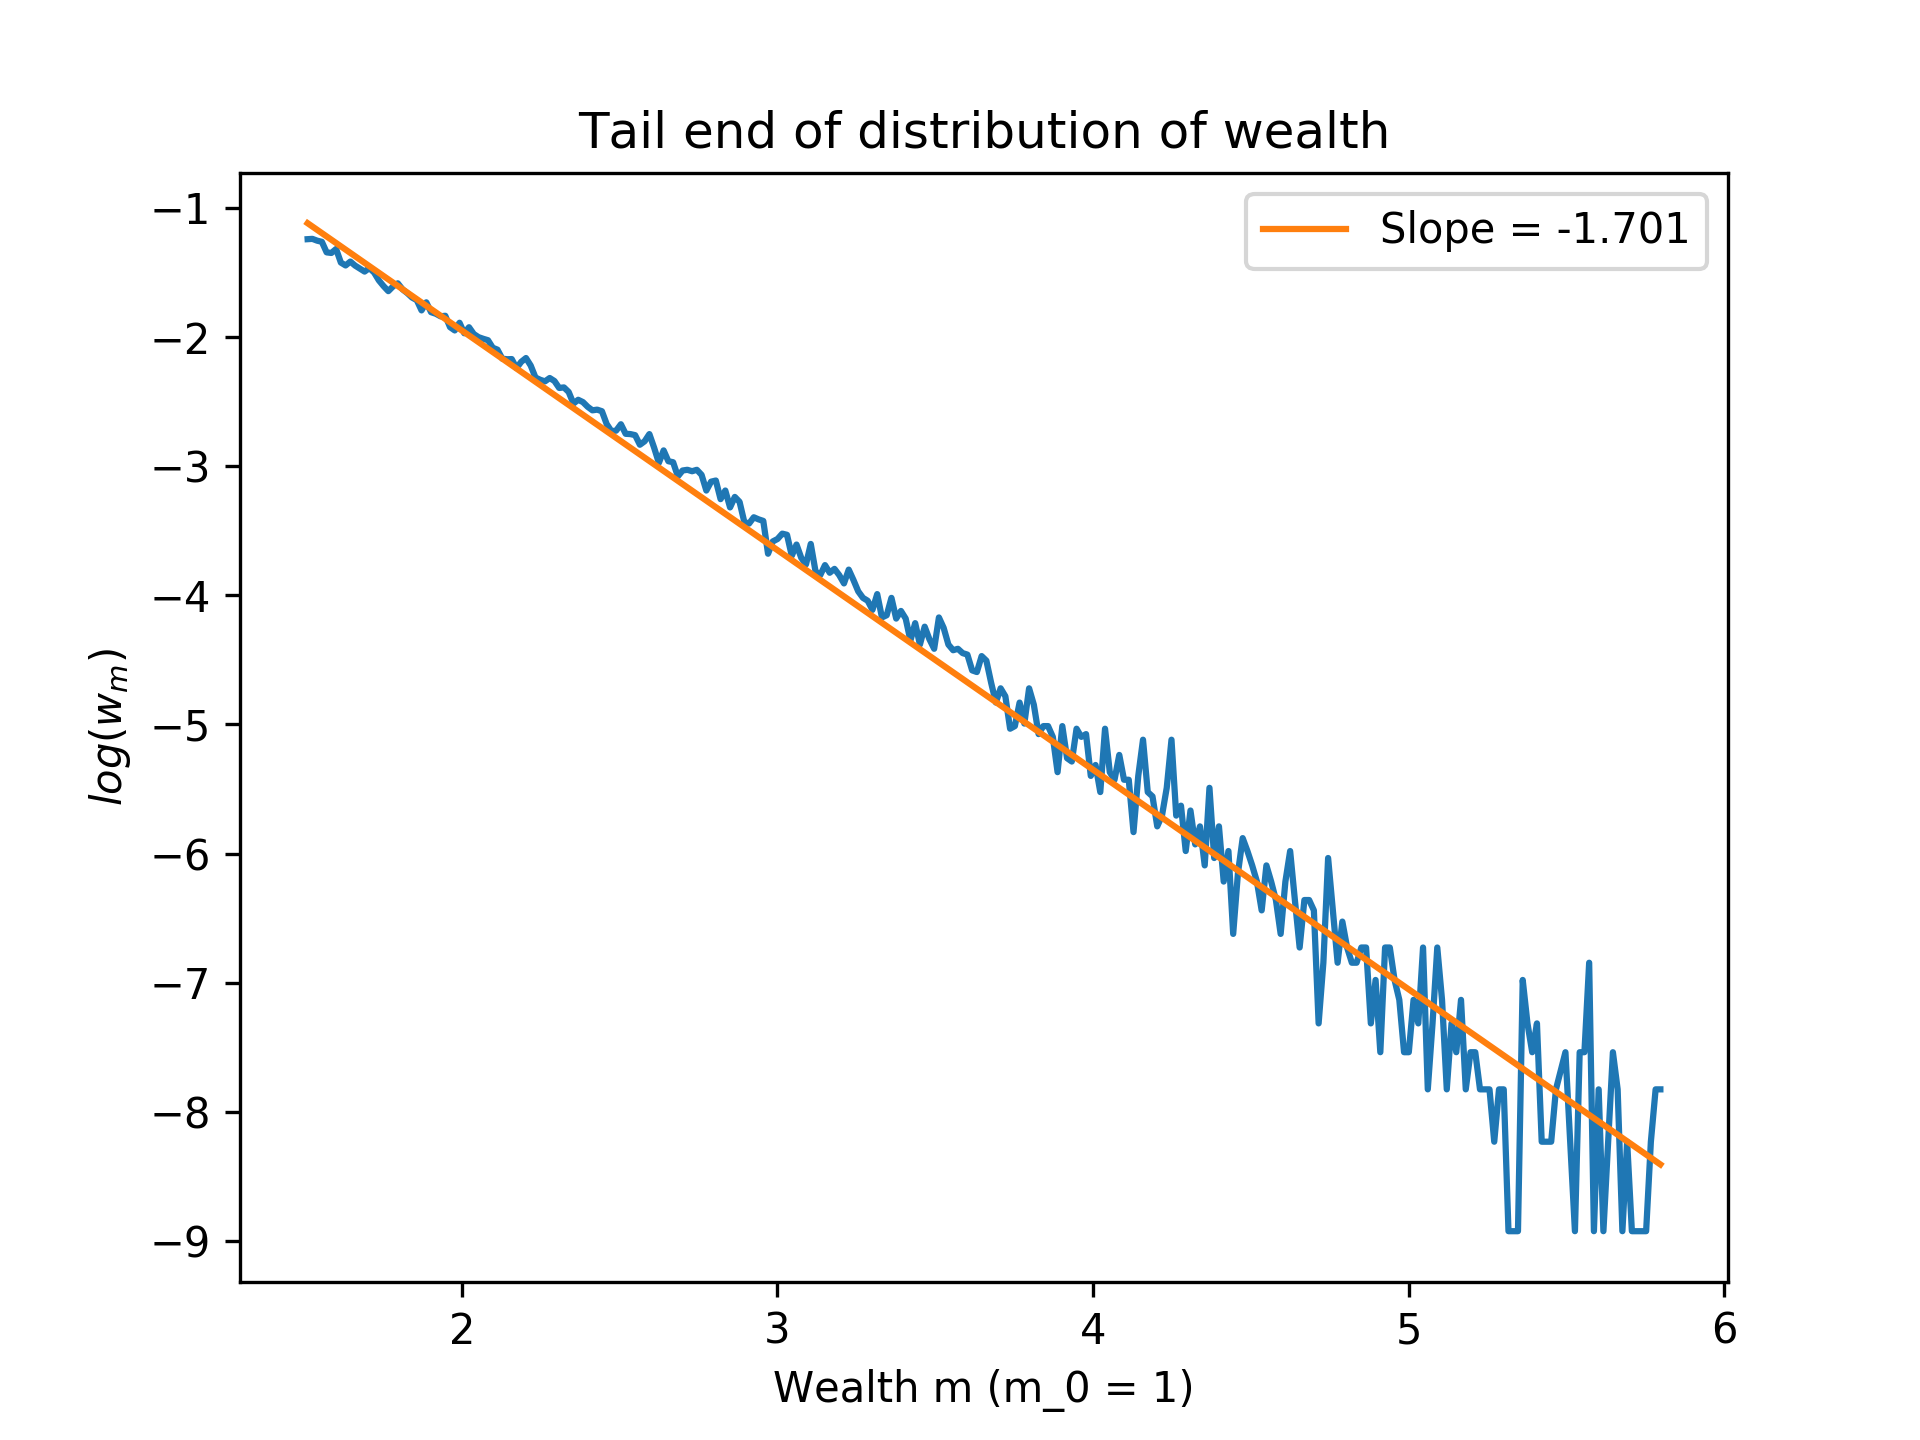 Tail end of distribution of wealth
Slope = -1.701
−1
−2
−3
−4
−5
−6
−7
−8
−9
log(w_m)
2 3 4 5 6
Wealth m (m_0 = 1)